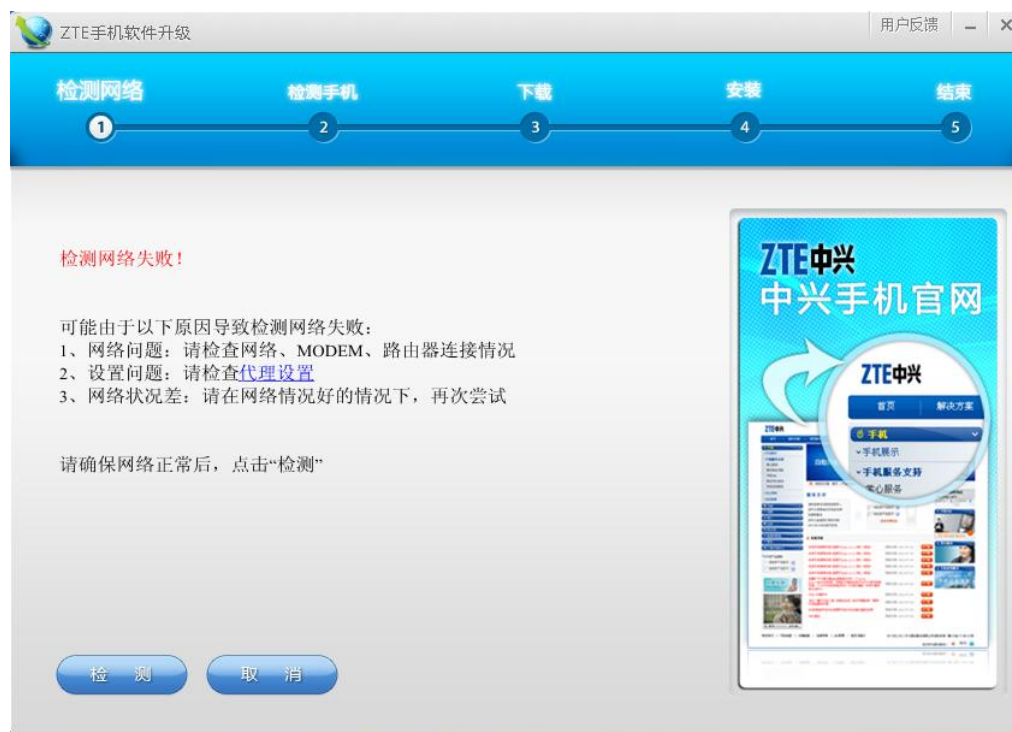 ZTE手机软件升级
用户反馈
检测网络
检测手机
下载
安装
结束
1
2
3
4
5
检测网络失败！
可能由于以下原因导致检测网络失败：
1、网络问题：请检查网络、MODEM、路由器连接情况
2、设置问题：请检查代理设置
3、网络状况差：请在网络情况好的情况下，再次尝试
请确保网络正常后，点击“检测”
检 测
取 消
ZTE中兴
中兴手机官网
ZTE中兴
首页
解决方案
手机
手机展示
手机服务支持
心服务
ZTE中兴